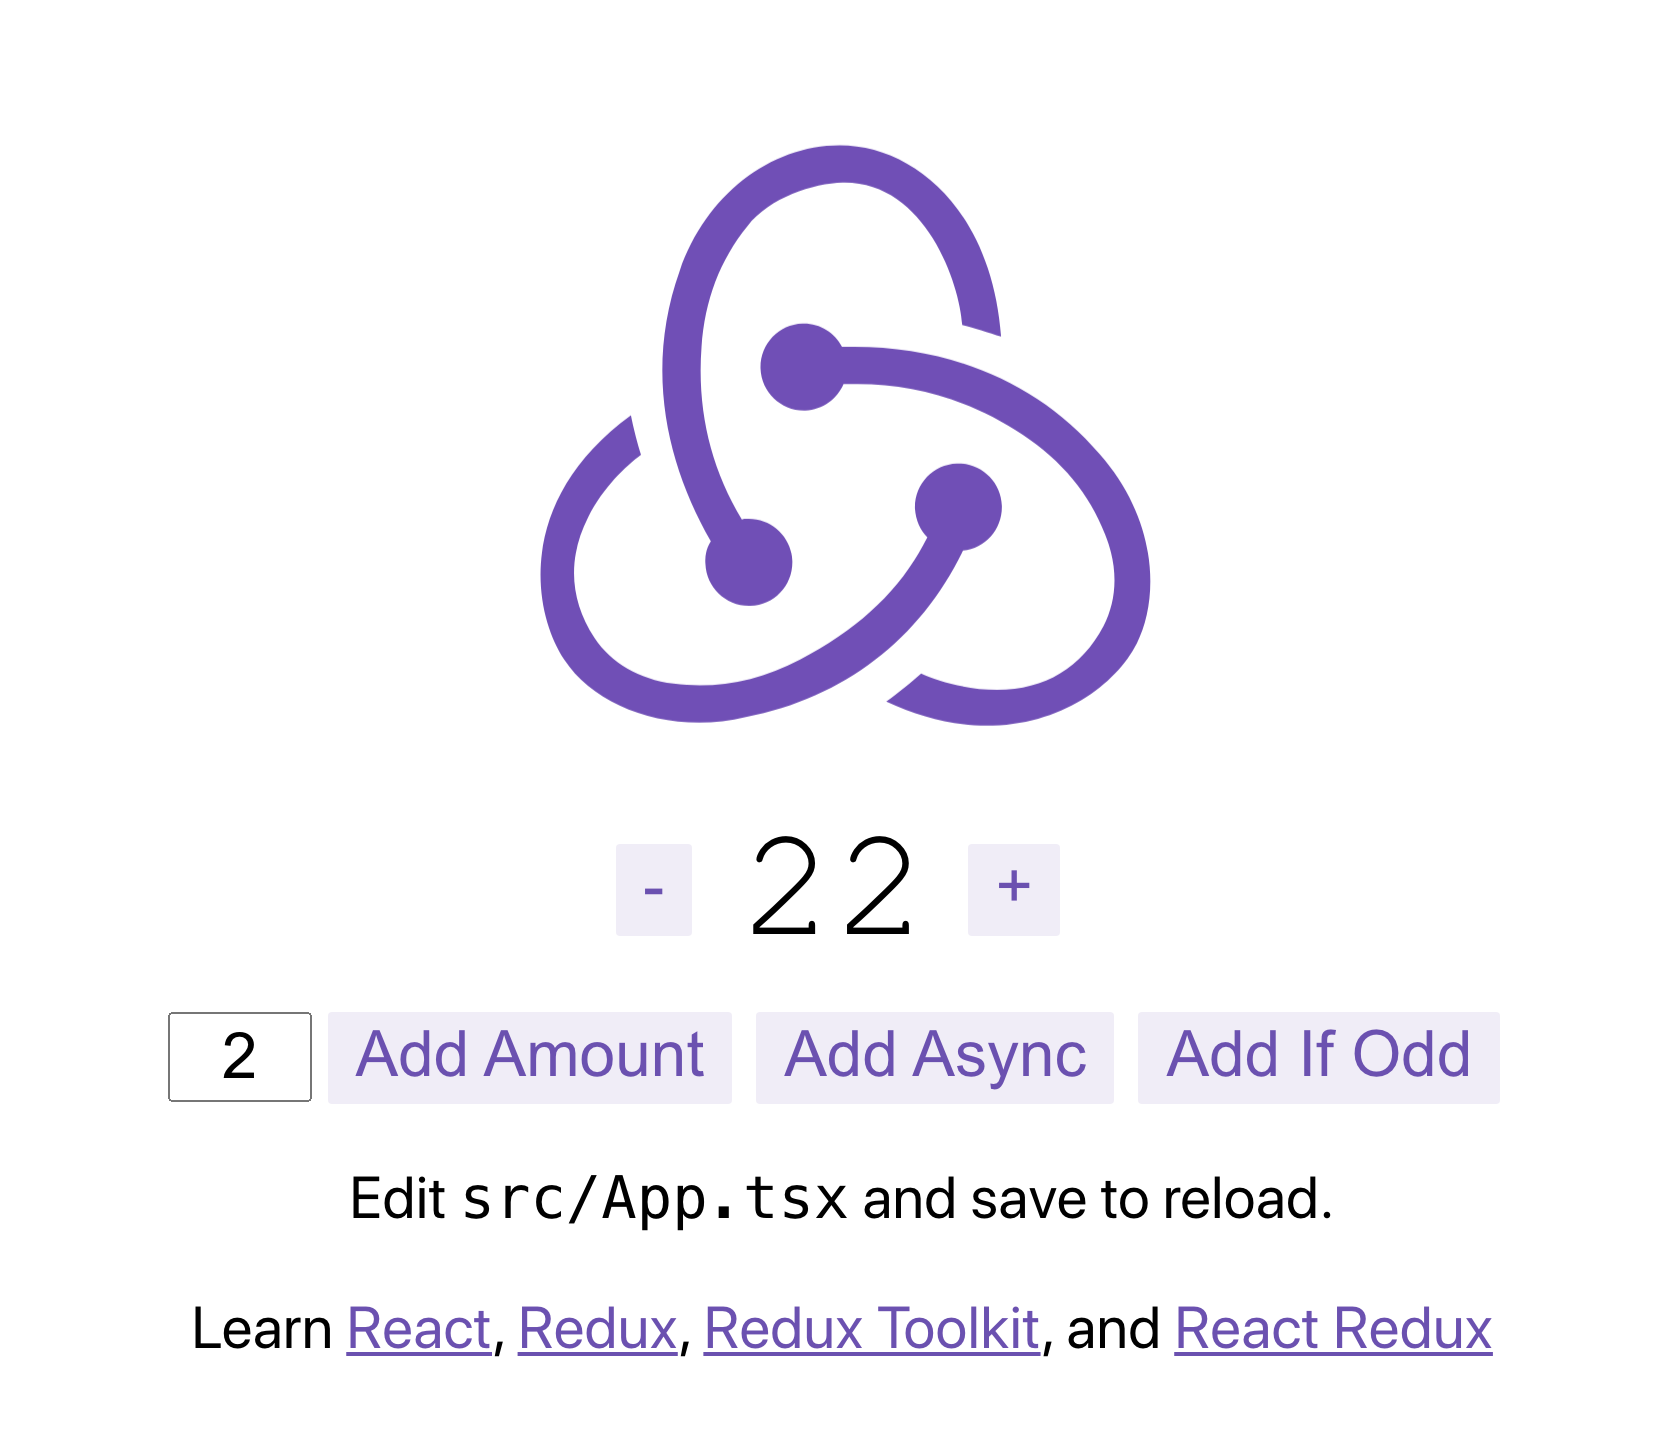 - 22 +
2 Add Amount Add Async Add If Odd
Edit src/App.tsx and save to reload.
Learn React, Redux, Redux Toolkit, and React Redux